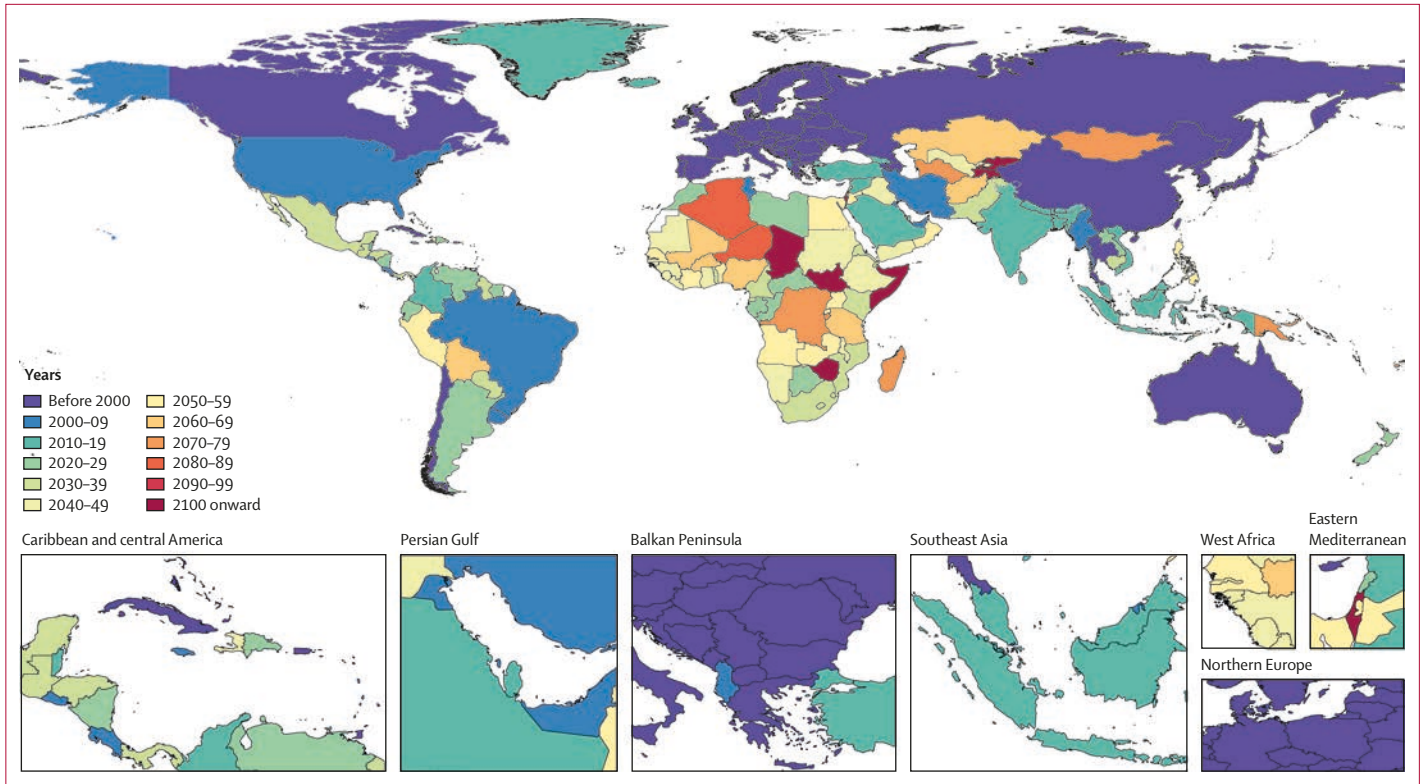 Years
Before 2000
2000–09
2010–19
2020–29
2030–39
2040–49
2050–59
2060–69
2070–79
2080–89
2090–99
2100 onward
Caribbean and central America
Persian Gulf
Balkan Peninsula
Southeast Asia
West Africa
Eastern
Mediterranean
Northern Europe